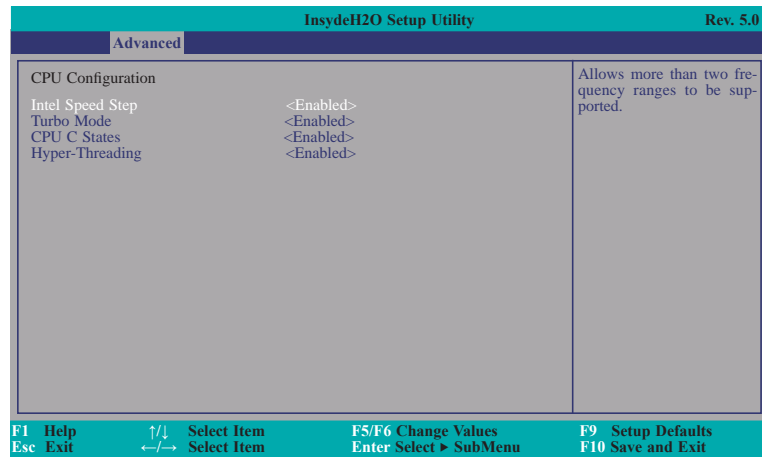 InsydeH2O Setup Utility Rev. 5.0
Advanced
CPU Configuration
Intel Speed Step <Enabled>
Turbo Mode <Enabled>
CPU C States <Enabled>
Hyper-Threading <Enabled>
Allows more than two fre-
quency ranges to be sup-
ported.
F1 Help ↑/↓ Select Item F5/F6 Change Values F9 Setup Defaults
Esc Exit ←/→ Select Item Enter Select ▶ SubMenu F10 Save and Exit